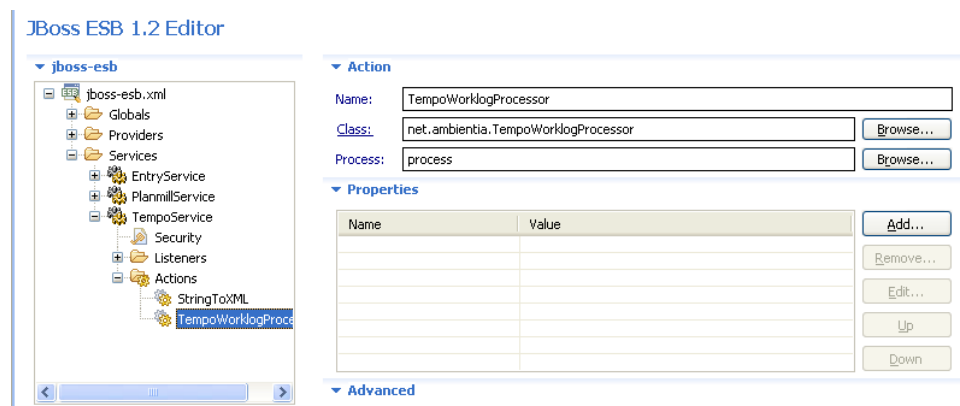 JBoss ESB 1.2 Editor
jboss-esb
jboss-esb.xml
Globals
Providers
Services
EntryService
PlanmillService
TempoService
Security
Listeners
Actions
StringToXML
TempoWorklogProce
Action
Name: TempoWorklogProcessor
Class: net.ambientia.TempoWorklogProcessor Browse...
Process: process Browse...
Properties
Name Value Add...
Remove...
Edit...
Up
Down
Advanced